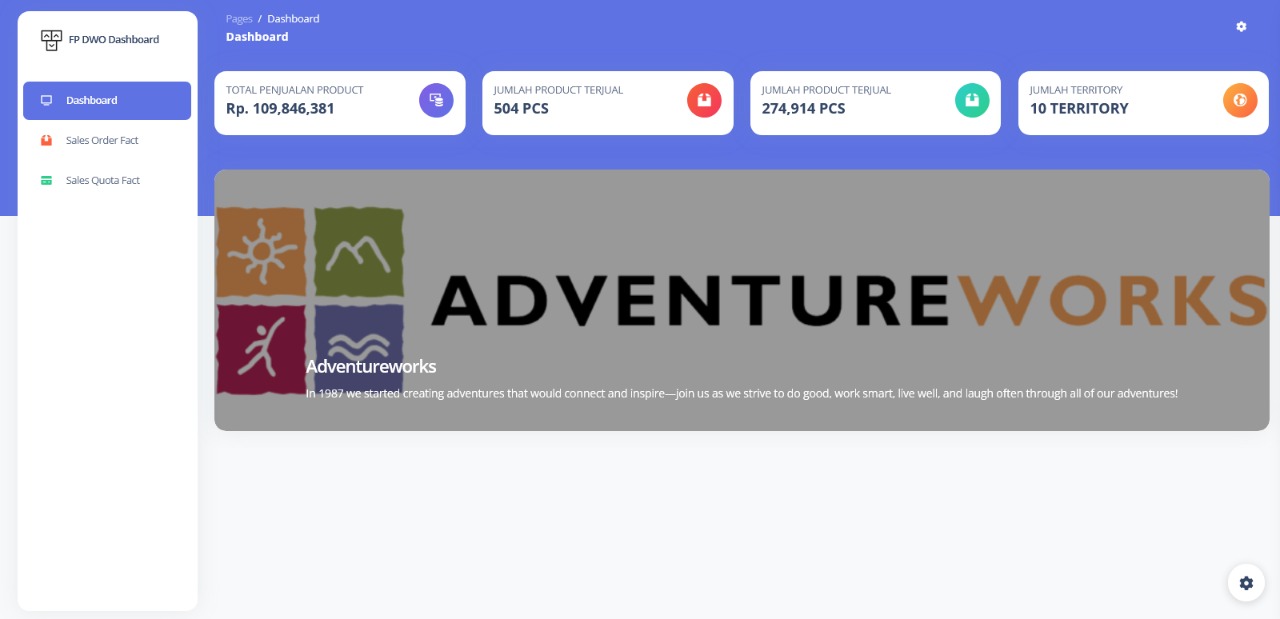 FP DWO Dashboard
Dashboard
Sales Order Fact
Sales Quota Fact
Pages / Dashboard
Dashboard
TOTAL PENJUALAN PRODUCT
Rp. 109,846,381
JUMLAH PRODUCT TERJUAL
504 PCS
JUMLAH PRODUCT TERJUAL
274,914 PCS
JUMLAH TERRITORY
10 TERRITORY
ADVENTUREWORKS
Adventureworks
In 1987 we started creating adventures that would connect and inspire—join us as we strive to do good, work smart, live well, and laugh often through all of our adventures!